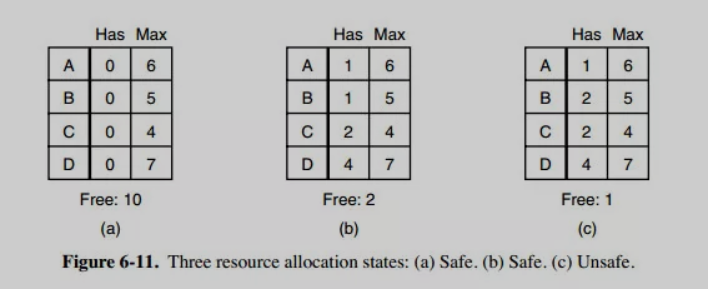 Has Max Has Max Has Max
A 0 6 A 1 6 A 1 6
B 0 5 B 1 5 B 2 5
C 0 4 C 2 4 C 2 4
D 0 7 D 4 7 D 4 7
Free: 10 Free: 2 Free: 1
(a) (b) (c)
Figure 6-11. Three resource allocation states: (a) Safe. (b) Safe. (c) Unsafe.